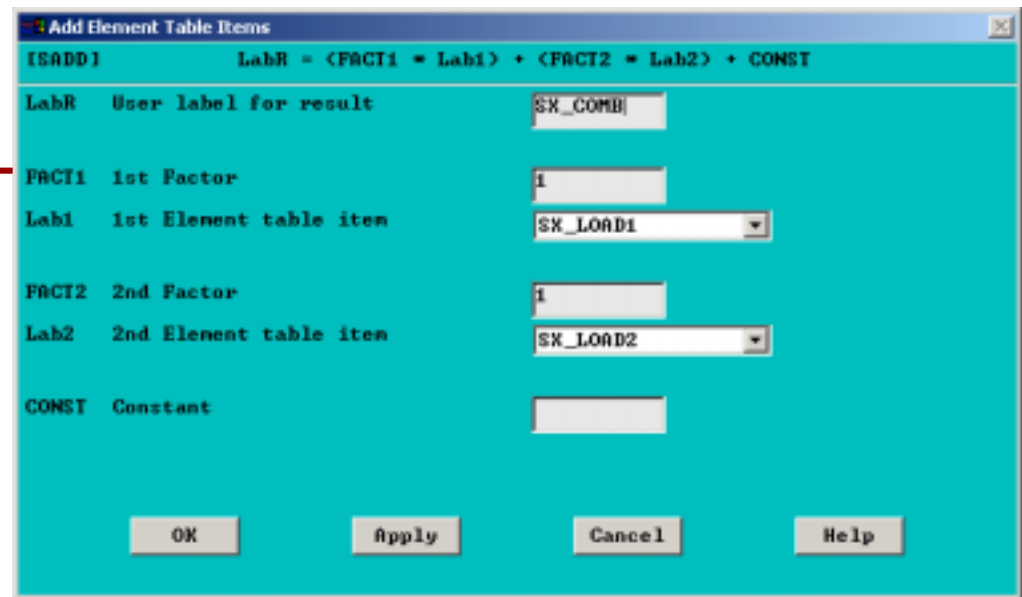 Add Element Table Items
[SADD] LabR = (FACT1 * Lab1) + (FACT2 * Lab2) + CONST
LabR User label for result SX_COMB
FACT1 1st Factor 1
Lab1 1st Element table item SX_LOAD1
FACT2 2nd Factor 1
Lab2 2nd Element table item SX_LOAD2
CONST Constant
OK Apply Cancel Help